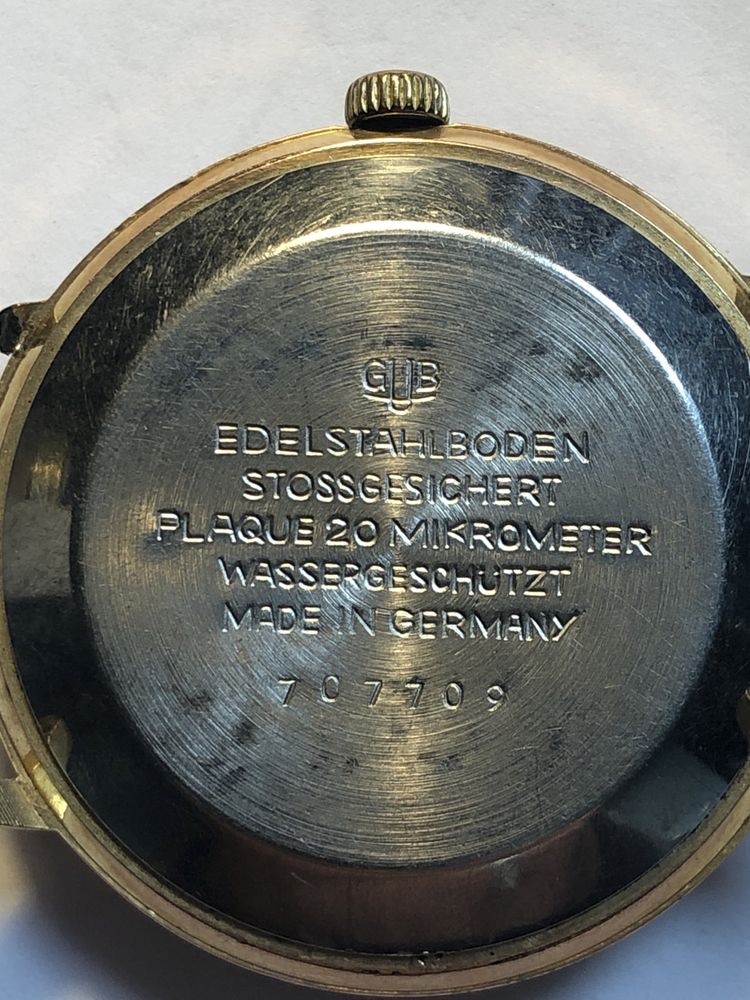 GUB
EDELSTAHLBODEN
STOSSGESICHERT
PLAQUE 20 MIKROMETER
WASSERGESCHUTZT
MADE IN GERMANY
707709